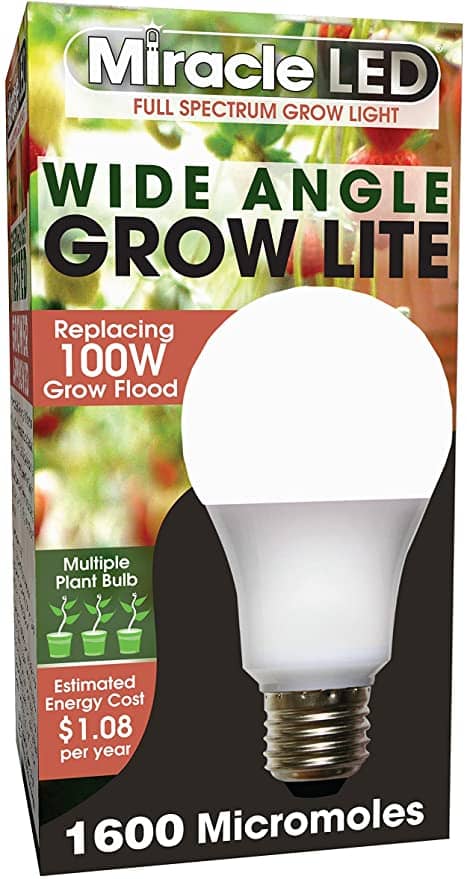 Miracle LED®
FULL SPECTRUM GROW LIGHT
WIDE ANGLE
GROW LITE
Replacing
100W
Grow Flood
Multiple
Plant Bulb
Estimated
Energy Cost
$1.08
per year
1600 Micromoles